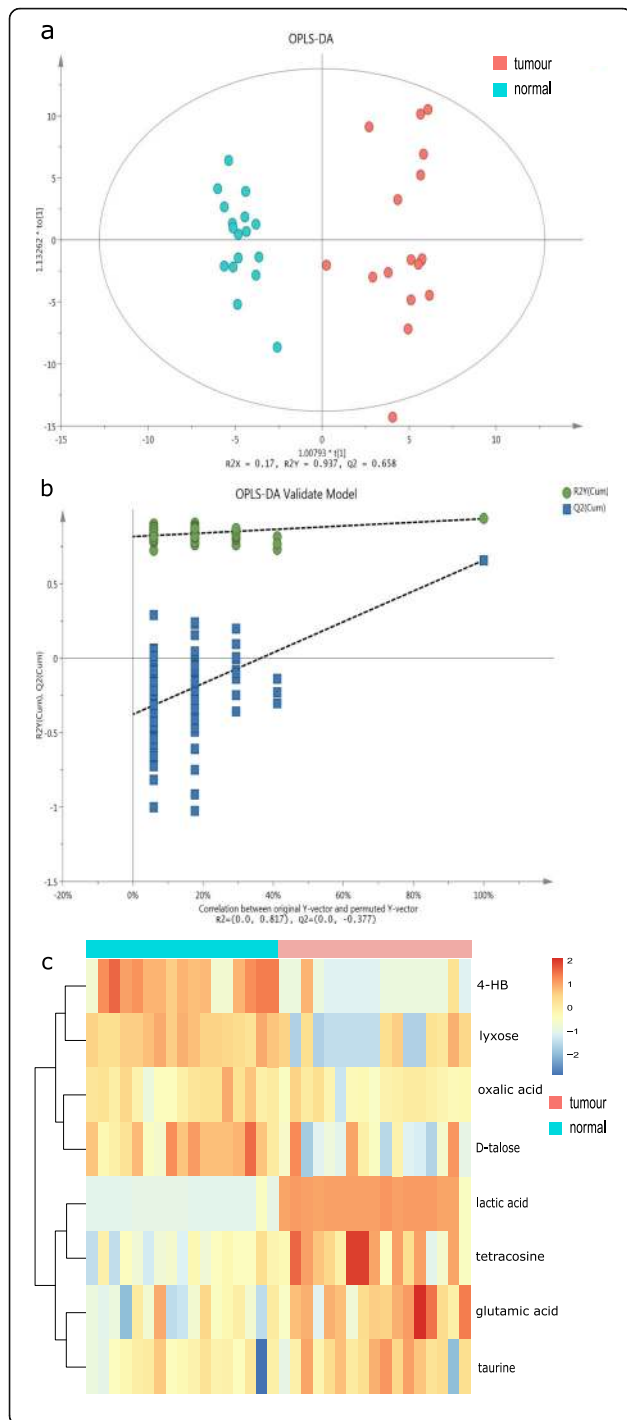 a
OPLS-DA
tumour
normal
10
5
0
-5
-10
-15
1.13262 * to[1]
-15
-10
-5
0
5
10
1.00793 * t[1]
R2X = 0.17, R2Y = 0.937, Q2 = 0.658
b
OPLS-DA Validate Model
R2Y(Cum)
Q2(Cum)
0.5
0
-0.5
-1
-1.5
R2Y(Cum), Q2(Cum)
-20%
0%
20%
40%
60%
80%
100%
Correlation between original Y-vector and permuted Y-vector
R2=(0.0, 0.817), Q2=(0.0, -0.377)
c
4-HB
lyxose
oxalic acid
D-talose
lactic acid
tetracosine
glutamic acid
taurine
2
1
0
-1
-2
tumour
normal